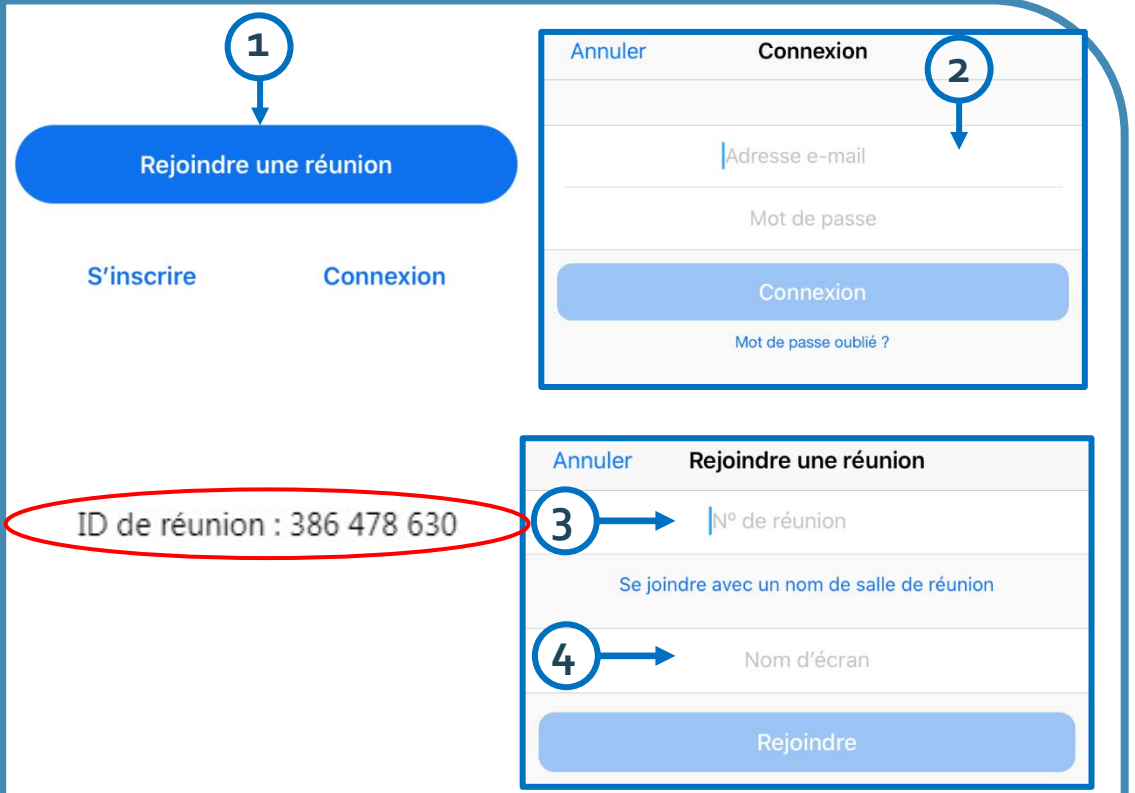 1
Rejoindre une réunion
S'inscrire
Connexion
Annuler
Connexion
2
Adresse e-mail
Mot de passe
Connexion
Mot de passe oublié ?
ID de réunion : 386 478 630
Annuler
Rejoindre une réunion
3
N° de réunion
Se joindre avec un nom de salle de réunion
4
Nom d'écran
Rejoindre